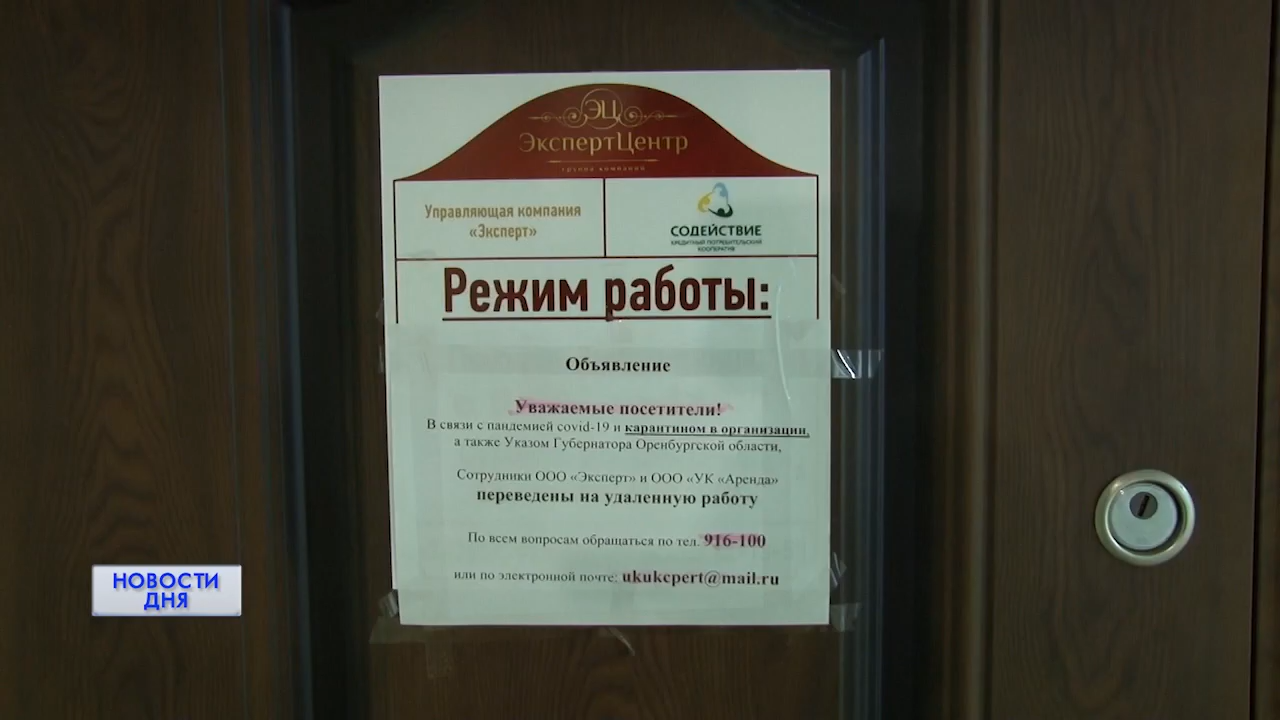 ЭЦ
ЭкспертЦентр
группа компаний
Управляющая компания
«Эксперт»
СОДЕЙСТВИЕ
КРЕДИТНЫЙ ПОТРЕБИТЕЛЬСКИЙ
КООПЕРАТИВ
Режим работы:
Объявление
Уважаемые посетители!
В связи с пандемией covid-19 и карантином в организации,
а также Указом Губернатора Оренбургской области,
Сотрудники ООО «Эксперт» и ООО «УК «Аренда»
переведены на удаленную работу
По всем вопросам обращаться по тел. 916-100
или по электронной почте: ukukcpert@mail.ru
НОВОСТИ
ДНЯ